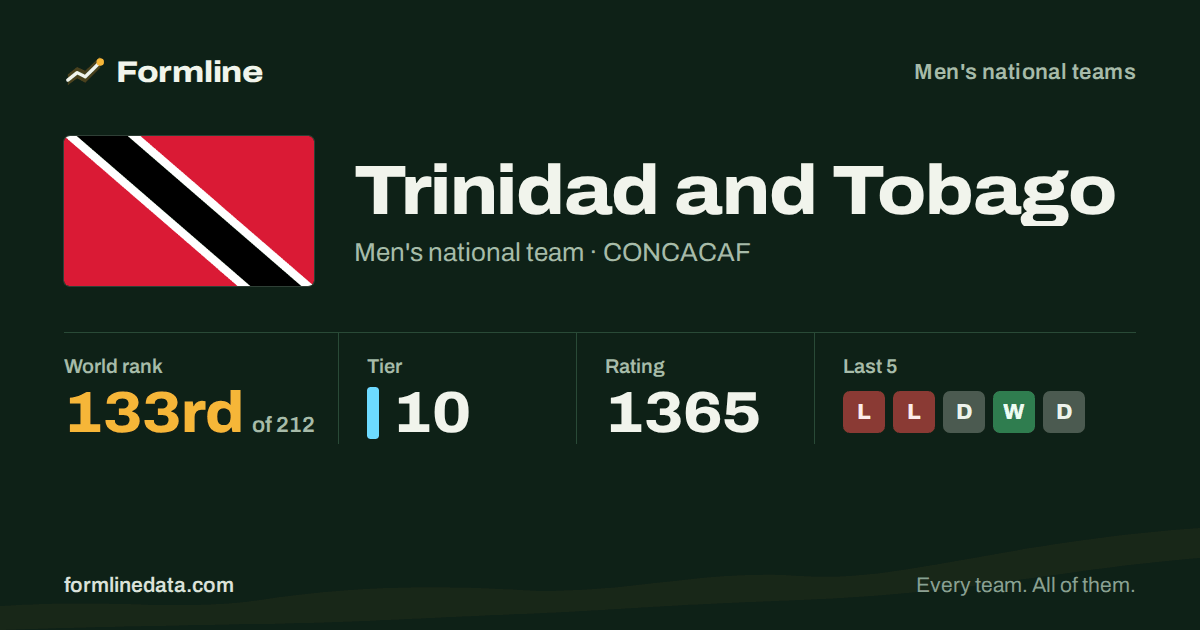 Formline
Men's national teams
Trinidad and Tobago
Men's national team · CONCACAF
World rank
133rd of 212
Tier
10
Rating
1365
Last 5
L L D W D
formlinedata.com
Every team. All of them.